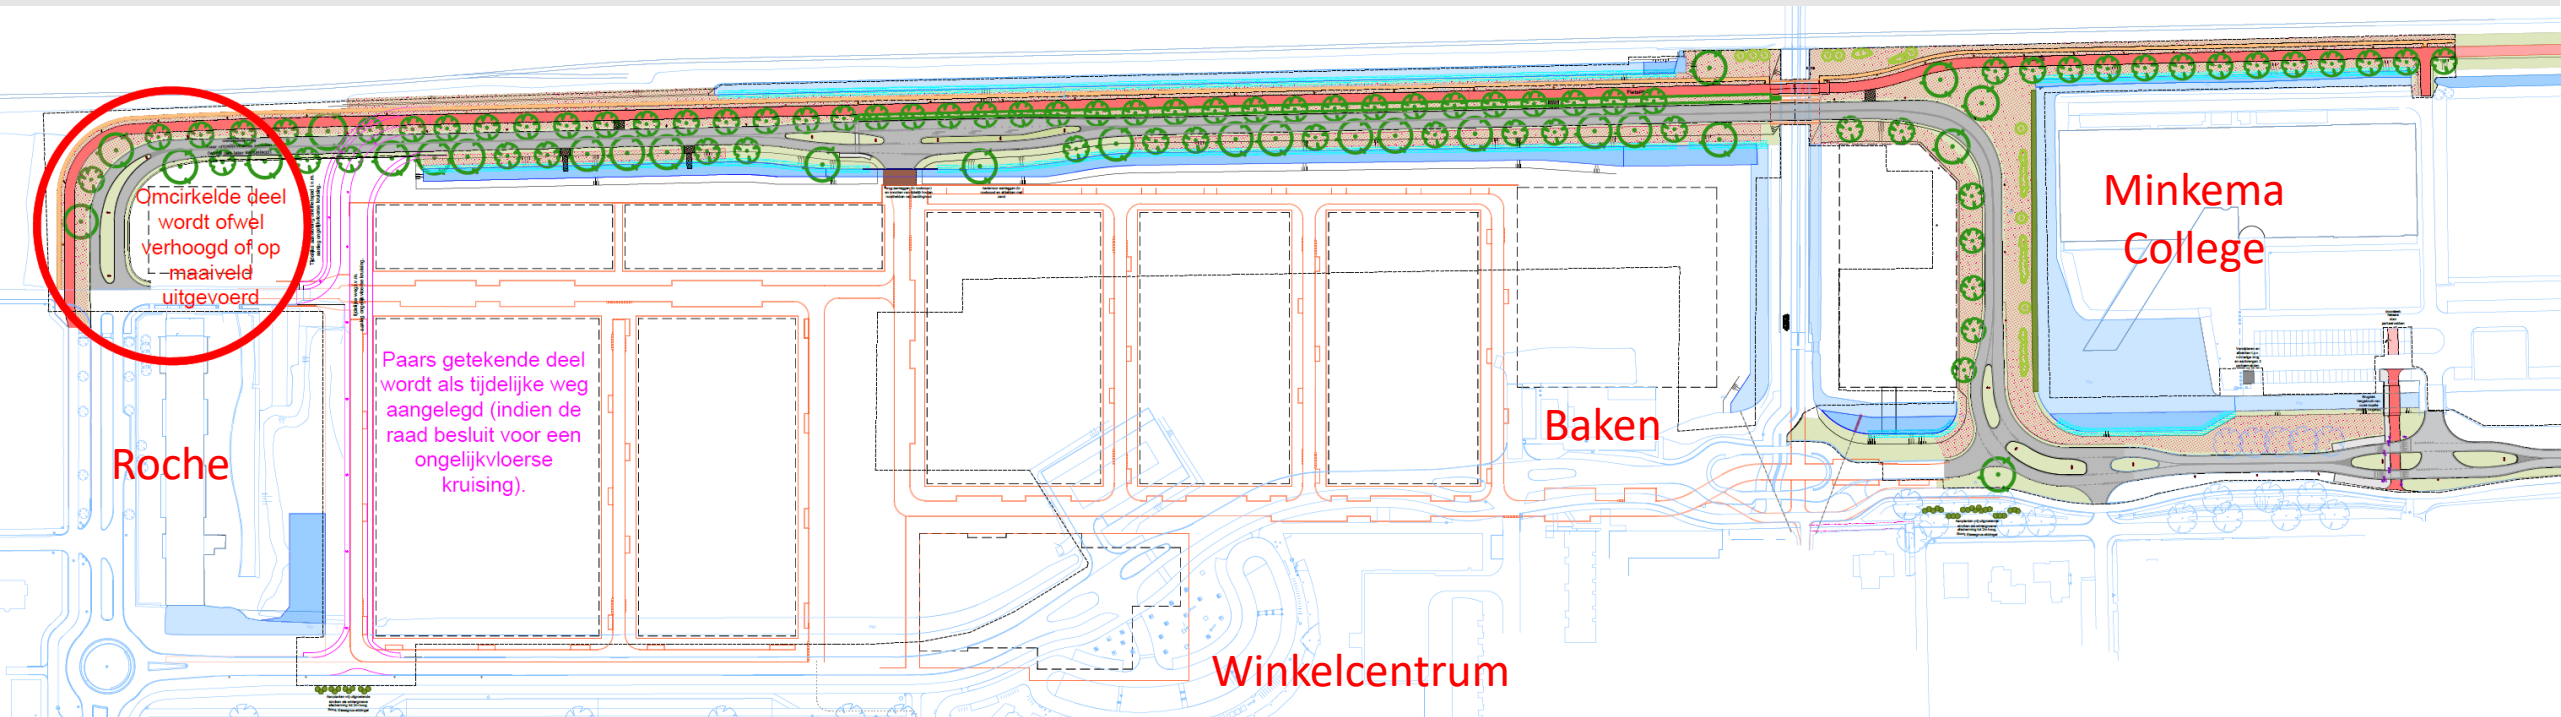 Omcirkelde deel
wordt ofwel
verhoogd of op
maaiveld
uitgevoerd
Paars getekende deel
wordt als tijdelijke weg
aangelegd (indien de
raad besluit voor een
ongelijkvloerse
kruising).
Roche
Baken
Winkelcentrum
Minkema
College